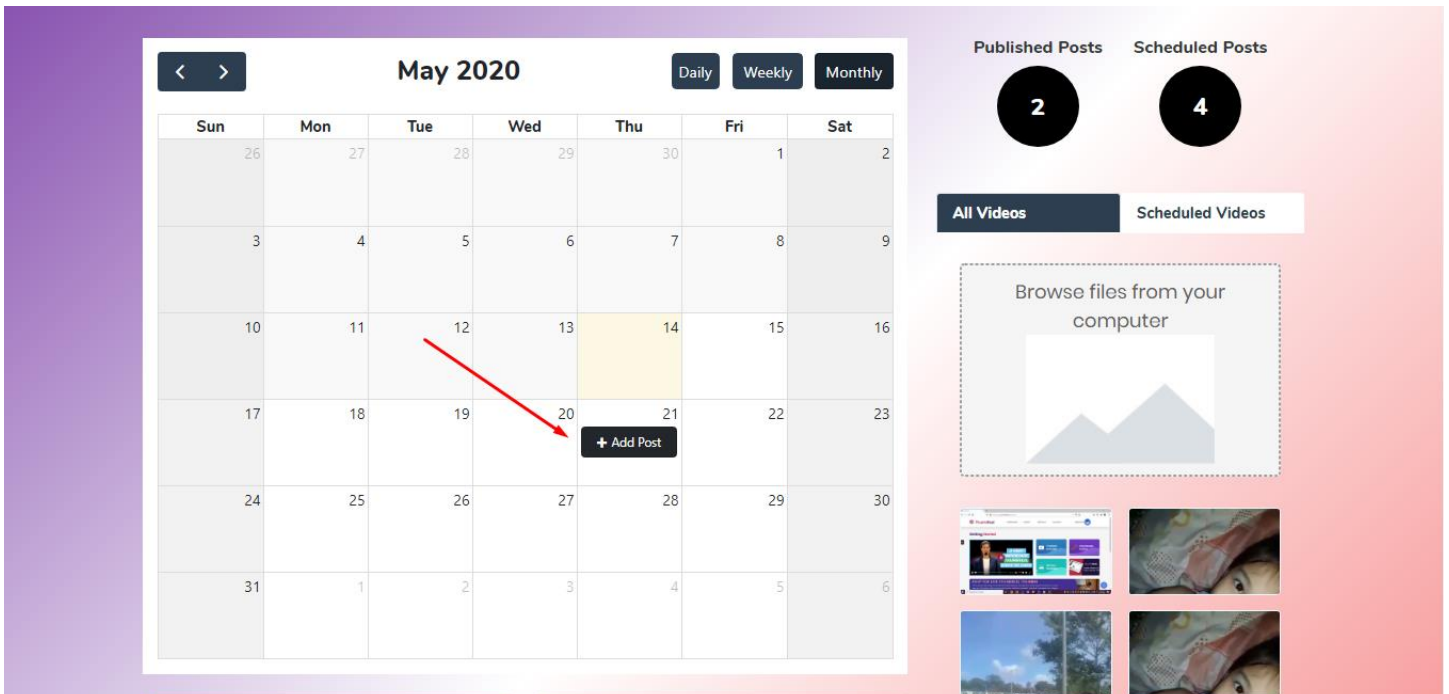 May 2020
Daily Weekly Monthly
Sun Mon Tue Wed Thu Fri Sat
26 27 28 29 30 1 2
3 4 5 6 7 8 9
10 11 12 13 14 15 16
17 18 19 20 21 22 23
+ Add Post
24 25 26 27 28 29 30
31 1 2 3 4 5 6
Published Posts Scheduled Posts
2 4
All Videos Scheduled Videos
Browse files from your
computer